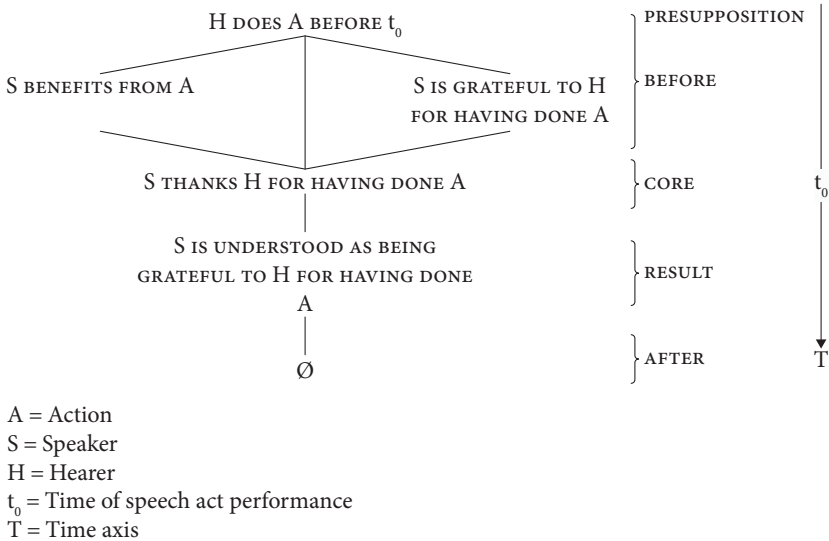 H DOES A BEFORE t₀ PRESUPPOSITION
S BENEFITS FROM A S IS GRATEFUL TO H BEFORE
FOR HAVING DONE A
S THANKS H FOR HAVING DONE A CORE t₀
S IS UNDERSTOOD AS BEING
GRATEFUL TO H FOR HAVING DONE RESULT
A
Ø AFTER T
A = Action
S = Speaker
H = Hearer
t₀ = Time of speech act performance
T = Time axis